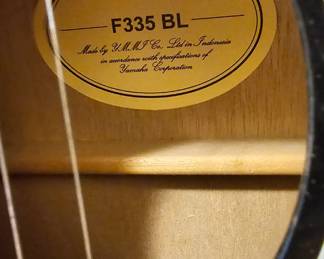 F335 BL
Made by Y.M.M.I Co., Ltd in Indonesia
in accordance with specifications of
Yamaha Corporation